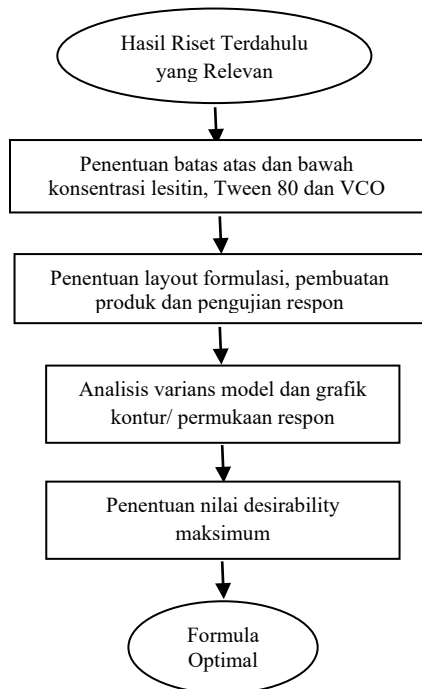 Hasil Riset Terdahulu
yang Relevan
Penentuan batas atas dan bawah
konsentrasi lesitin, Tween 80 dan VCO
Penentuan layout formulasi, pembuatan
produk dan pengujian respon
Analisis varians model dan grafik
kontur/ permukaan respon
Penentuan nilai desirability
maksimum
Formula
Optimal